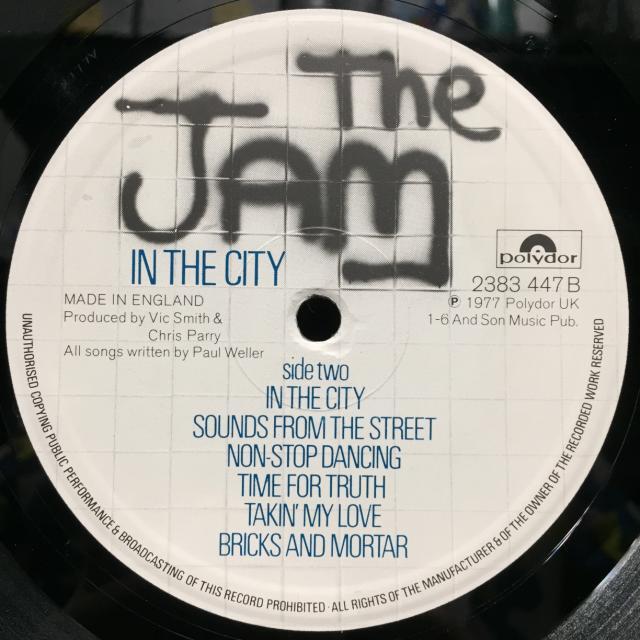 The
JAM
IN THE CITY
polydor
2383 447 B
MADE IN ENGLAND
Ⓟ 1977 Polydor UK
Produced by Vic Smith &
Chris Parry
1-6 And Son Music Pub.
All songs written by Paul Weller
side two
IN THE CITY
SOUNDS FROM THE STREET
NON-STOP DANCING
TIME FOR TRUTH
TAKIN' MY LOVE
BRICKS AND MORTAR
UNAUTHORISED COPYING PUBLIC PERFORMANCE & BROADCASTING OF THIS RECORD PROHIBITED · ALL RIGHTS OF THE MANUFACTURER & OF THE OWNER OF THE RECORDED WORK RESERVED